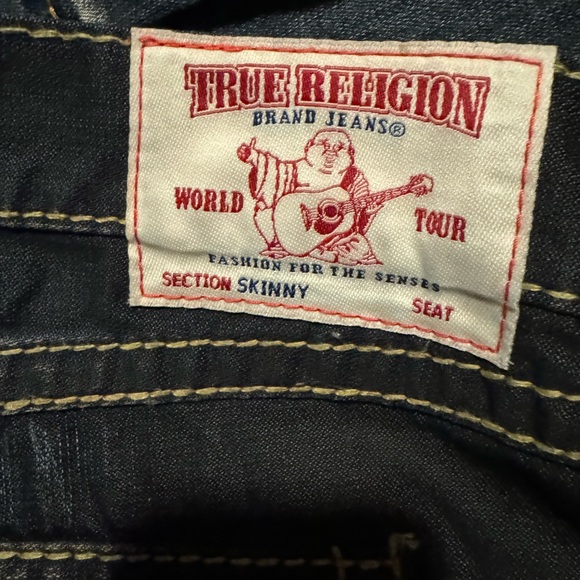 TRUE RELIGION
BRAND JEANS®
WORLD TOUR
FASHION FOR THE SENSES
SECTION SKINNY SEAT